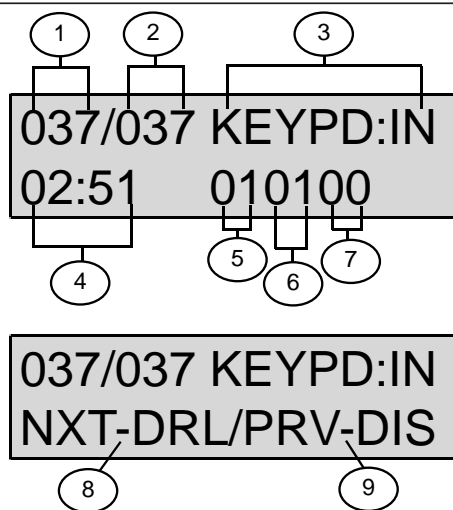 1 2 3
037/037 KEYPD:IN
02:51 010100
4 5 6 7
037/037 KEYPD:IN
NXT-DRL/PRV-DIS
8 9